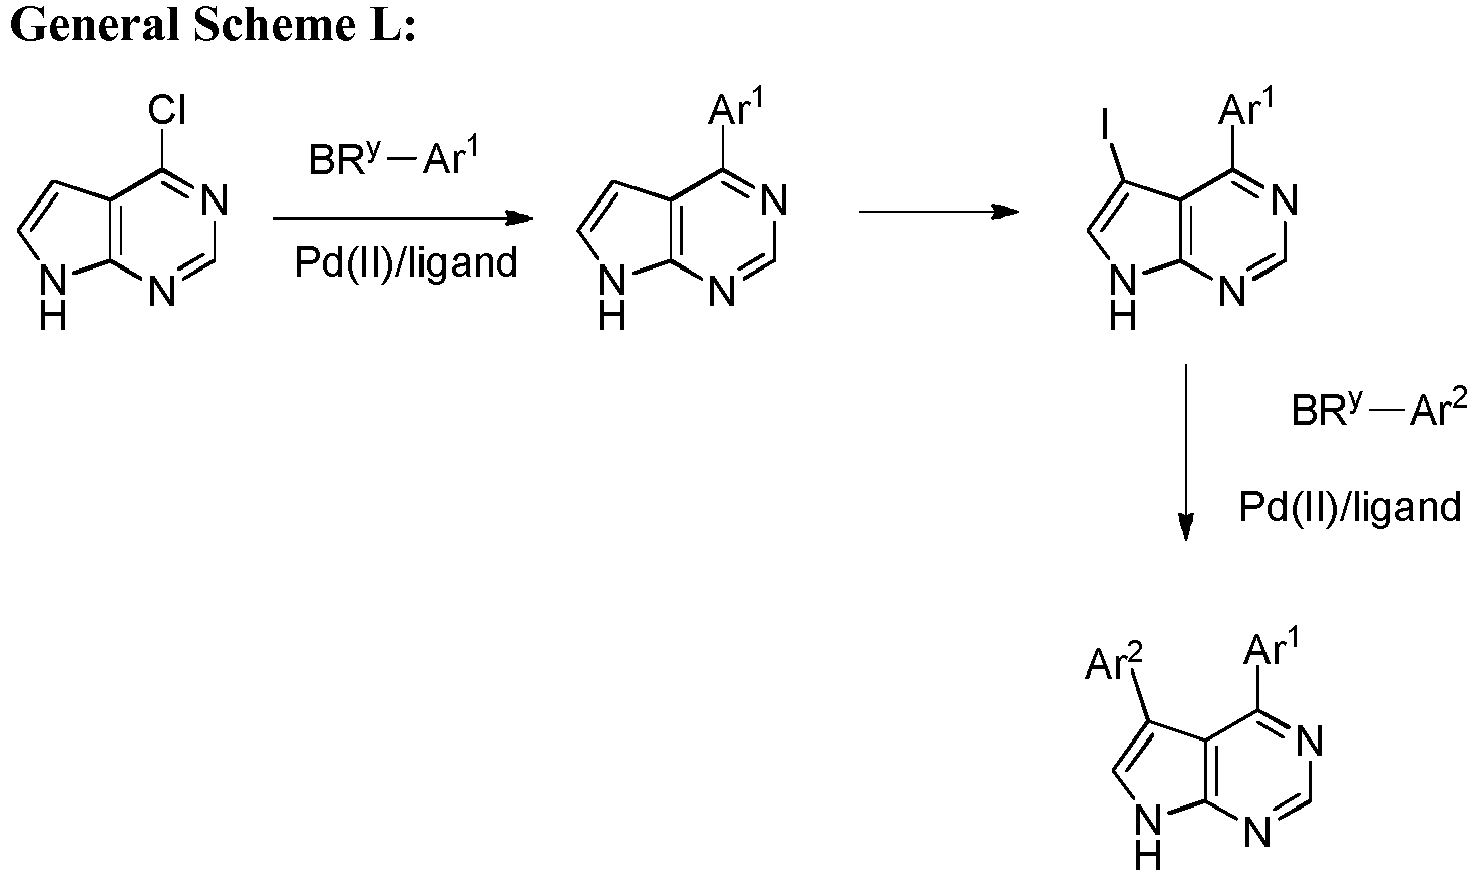 General Scheme L:
Cl
N
N
N
H
BRʸ—Ar¹
Pd(II)/ligand
Ar¹
N
N
N
H
I
Ar¹
N
N
N
H
BRʸ—Ar²
Pd(II)/ligand
Ar²
Ar¹
N
N
N
H